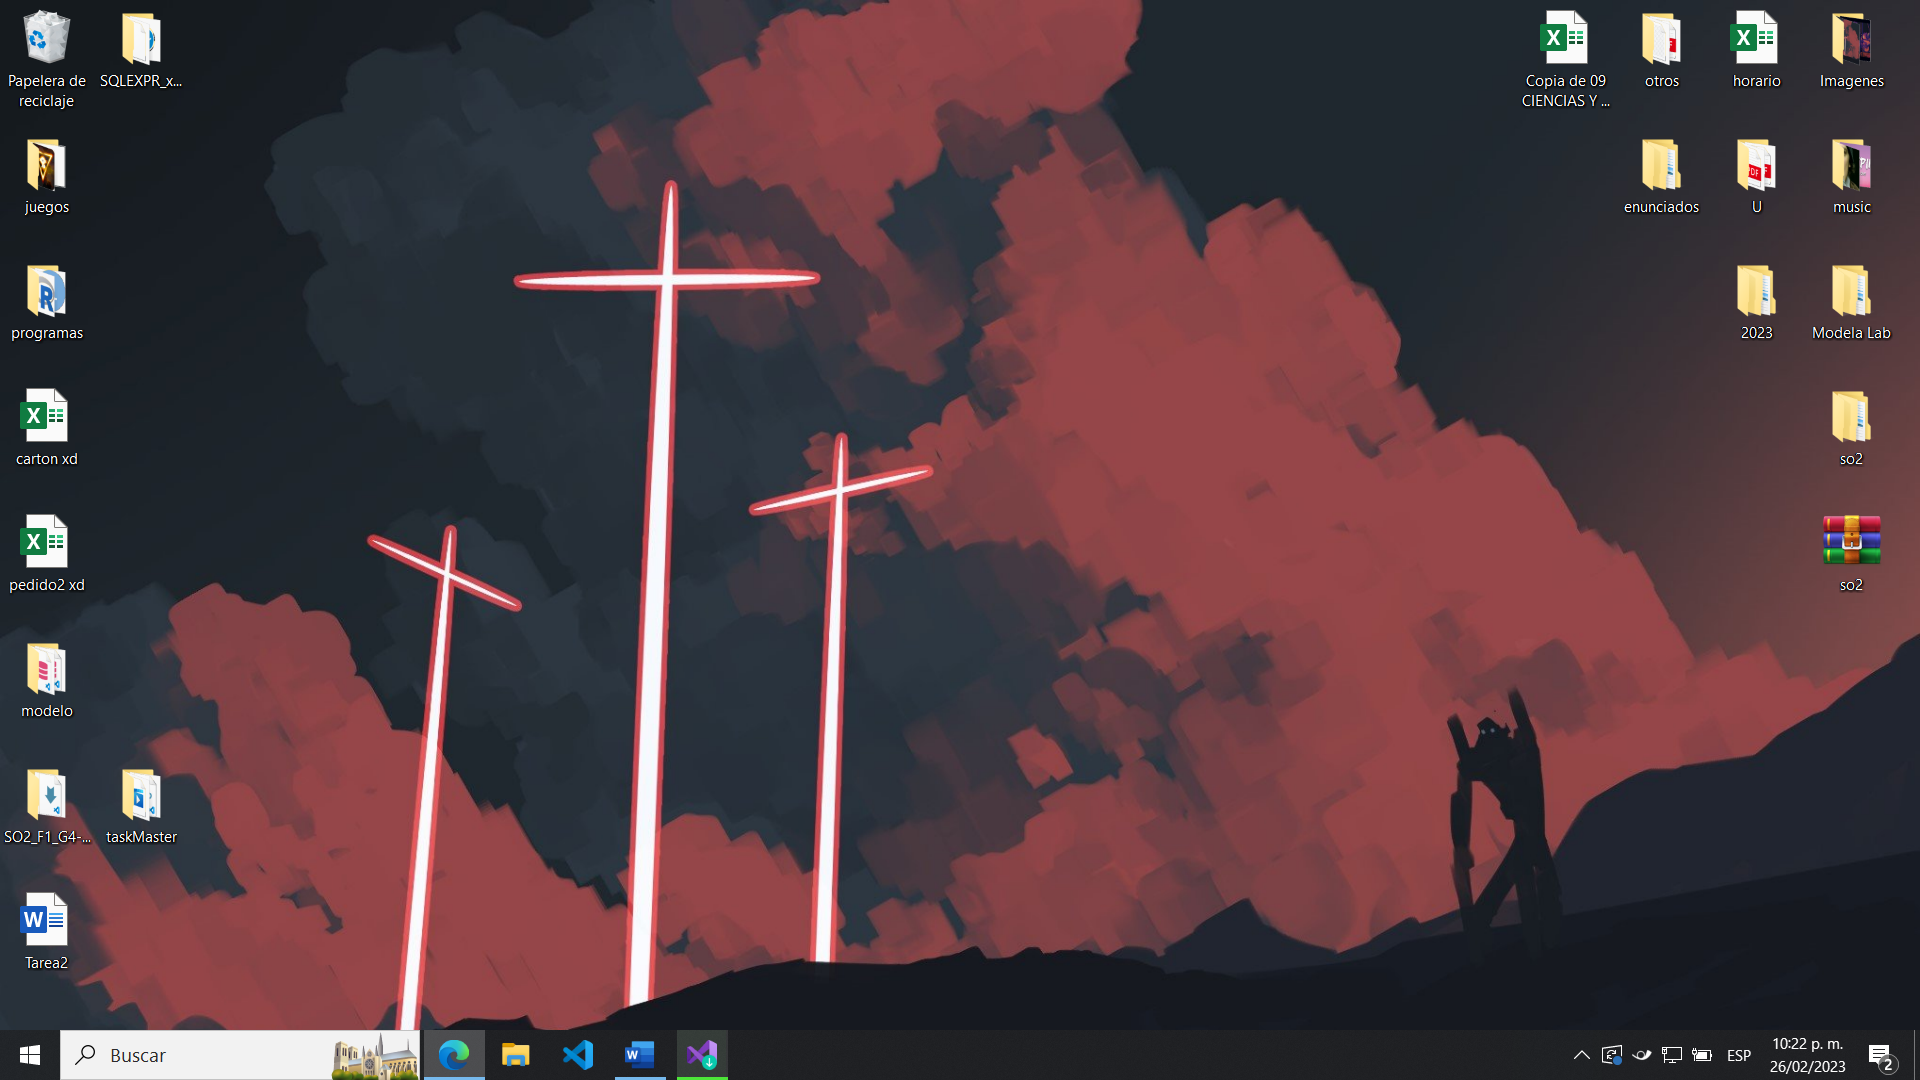 Papelera de
reciclaje
SQLEXPR_x...
juegos
programas
carton xd
pedido2 xd
modelo
SO2_F1_G4-...
taskMaster
Tarea2
Copia de 09
CIENCIAS Y ...
otros
horario
Imagenes
enunciados
U
music
2023
Modela Lab
so2
so2
Buscar
ESP
10:22 p. m.
26/02/2023
2